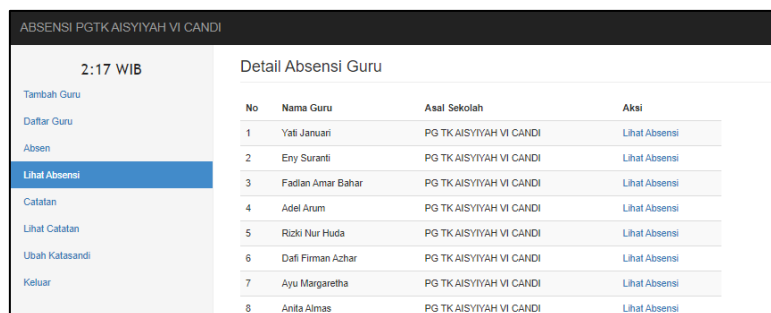 ABSENSI PGTK AISYIYAH VI CANDI
2:17 WIB
Tambah Guru
Daftar Guru
Absen
Lihat Absensi
Catatan
Lihat Catatan
Ubah Katasandi
Keluar
Detail Absensi Guru
No Nama Guru Asal Sekolah Aksi
1 Yati Januari PG TK AISYIYAH VI CANDI Lihat Absensi
2 Eny Suranti PG TK AISYIYAH VI CANDI Lihat Absensi
3 Fadlan Amar Bahar PG TK AISYIYAH VI CANDI Lihat Absensi
4 Adel Arum PG TK AISYIYAH VI CANDI Lihat Absensi
5 Rizki Nur Huda PG TK AISYIYAH VI CANDI Lihat Absensi
6 Dafi Firman Azhar PG TK AISYIYAH VI CANDI Lihat Absensi
7 Ayu Margaretha PG TK AISYIYAH VI CANDI Lihat Absensi
8 Anita Almas PG TK AISYIYAH VI CANDI Lihat Absensi